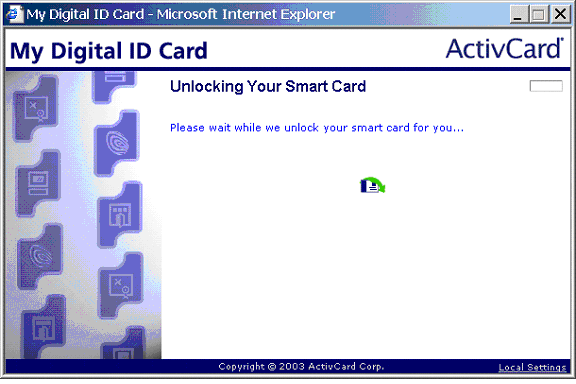 My Digital ID Card - Microsoft Internet Explorer
My Digital ID Card
ActivCard
Unlocking Your Smart Card
Please wait while we unlock your smart card for you...
Copyright © 2003 ActivCard Corp.
Local Settings